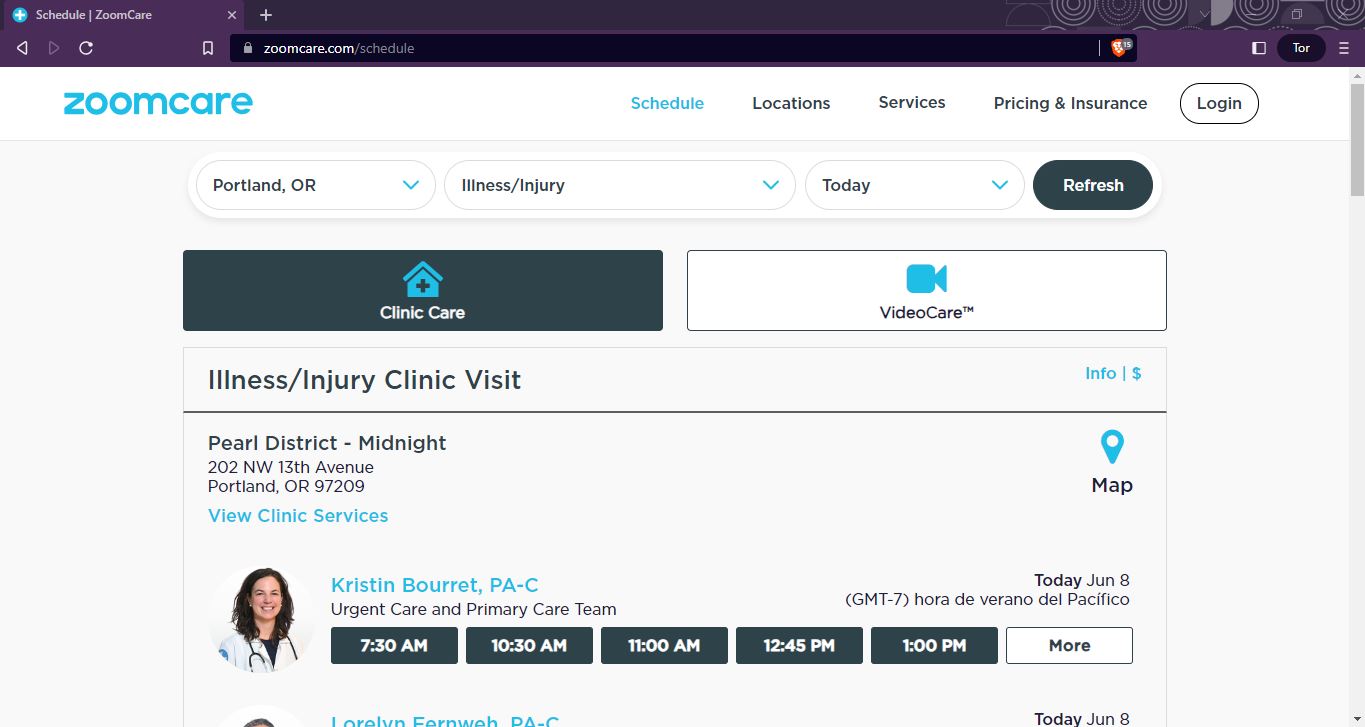 Schedule | ZoomCare
zoomcare.com/schedule
15
Tor
zoomcare
Schedule
Locations
Services
Pricing & Insurance
Login
Portland, OR
Illness/Injury
Today
Refresh
Clinic Care
VideoCare™
Illness/Injury Clinic Visit
Info | $
Pearl District - Midnight
202 NW 13th Avenue
Portland, OR 97209
View Clinic Services
Map
Kristin Bourret, PA-C
Urgent Care and Primary Care Team
Today Jun 8
(GMT-7) hora de verano del Pacífico
7:30 AM
10:30 AM
11:00 AM
12:45 PM
1:00 PM
More
Lorelyn Fernweh, PA-C
Today Jun 8